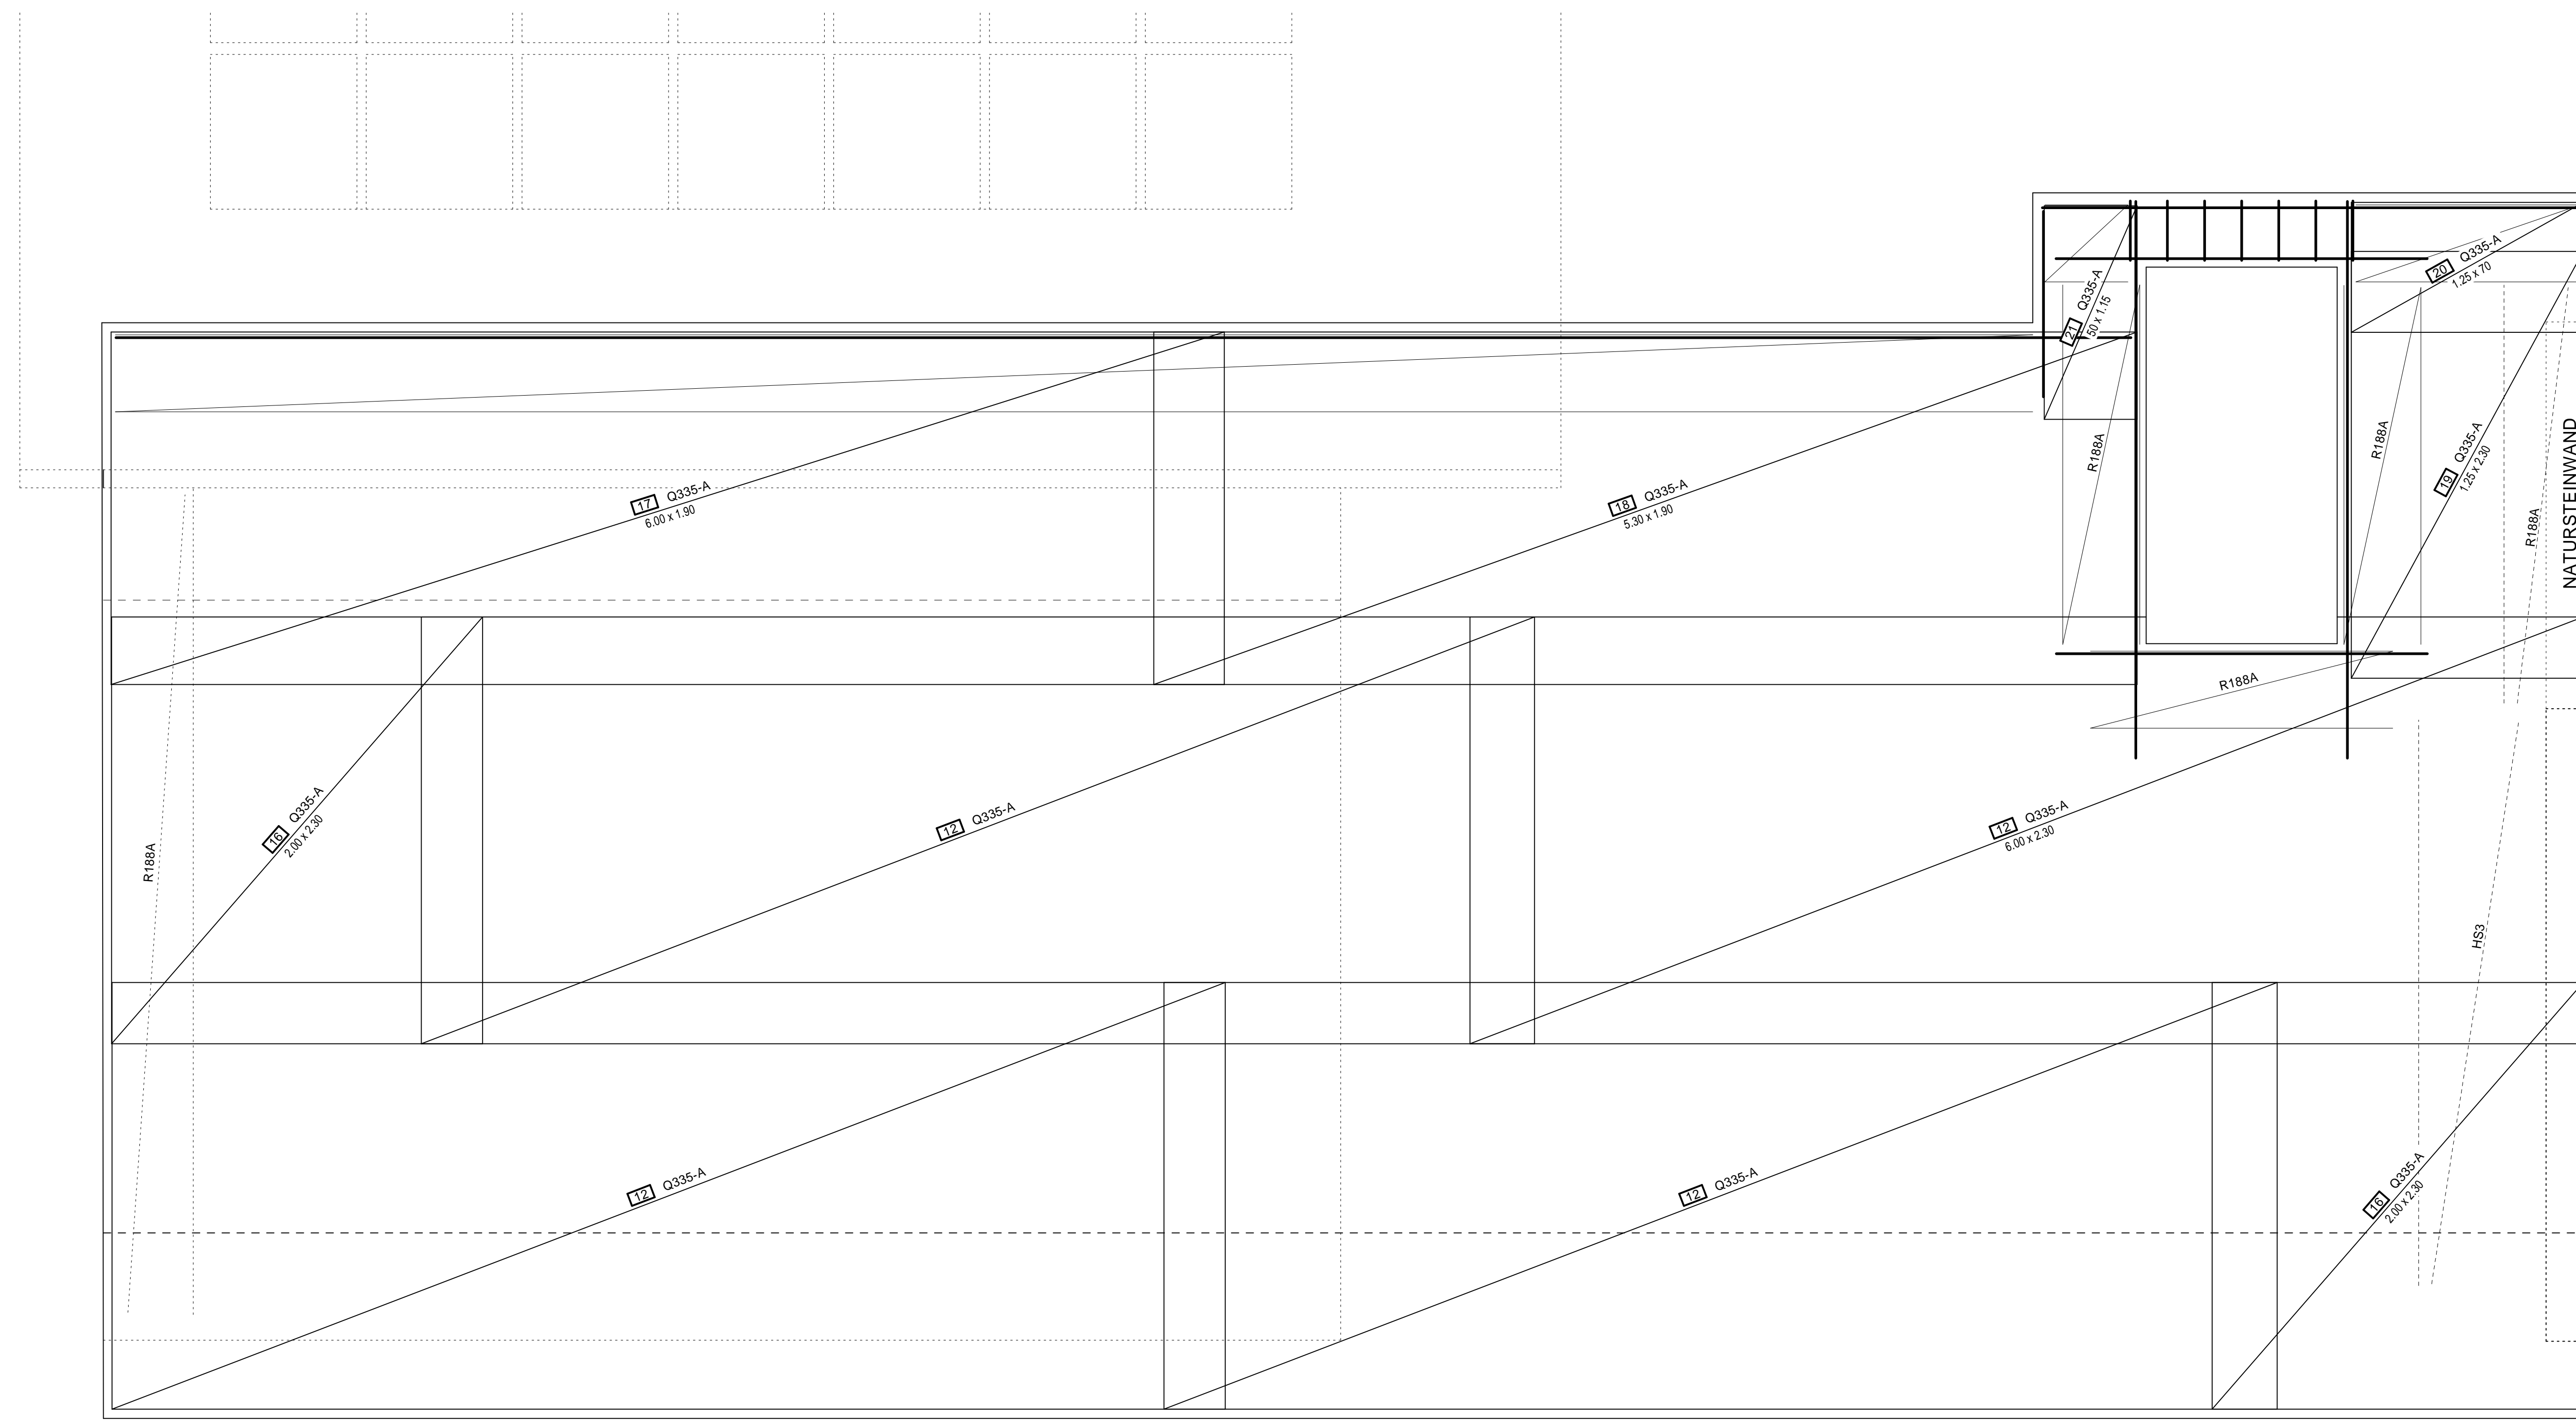 20 Q335-A
1.25 x 70
21 Q335-A
50 x 1.15
R188A
R188A
19 Q335-A
1.25 x 2.30
R188A
NATURSTEINWAND
17 Q335-A
6.00 x 1.90
18 Q335-A
5.30 x 1.90
R188A
16 Q335-A
2.00 x 2.30
R188A
12 Q335-A
12 Q335-A
6.00 x 2.30
HS3
12 Q335-A
12 Q335-A
16 Q335-A
2.00 x 2.30